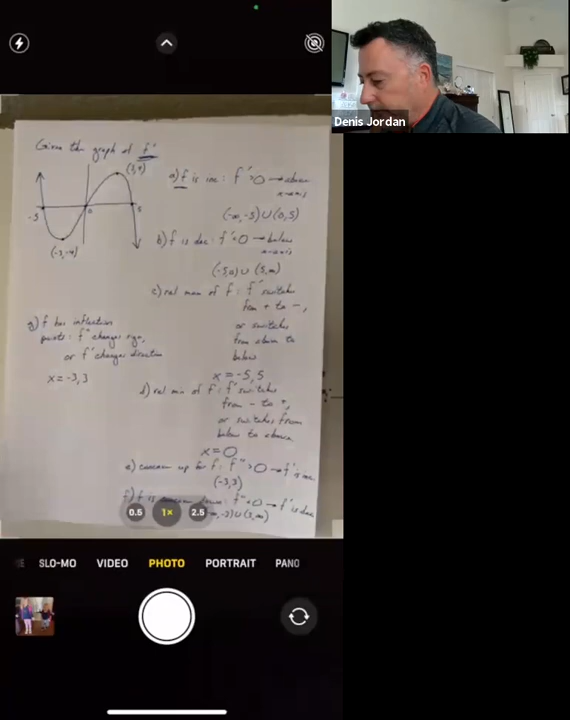 Denis Jordan
Given the graph of f'
(3,4)
-5
0
5
(-3,-4)
a) f is inc: f'>0 → above
x-axis
(-∞,-5)∪(0,5)
b) f is dec: f'<0 → below
x-axis
(-5,0)∪(5,∞)
c) rel max of f: f' switches
from + to -,
or switches
from above to
below
x=-5,5
g) f has inflection
points: f" changes sign,
or f' changes direction
x=-3,3
d) rel min of f: f' switches
from - to +,
or switches from
below to above
x=0
e) concave up for f: f">0 → f' is inc
(-3,3)
f) f is concave down: f"<0 → f' is dec
-3)∪(3,∞)
0.5 1× 2.5
SLO-MO VIDEO PHOTO PORTRAIT PANO